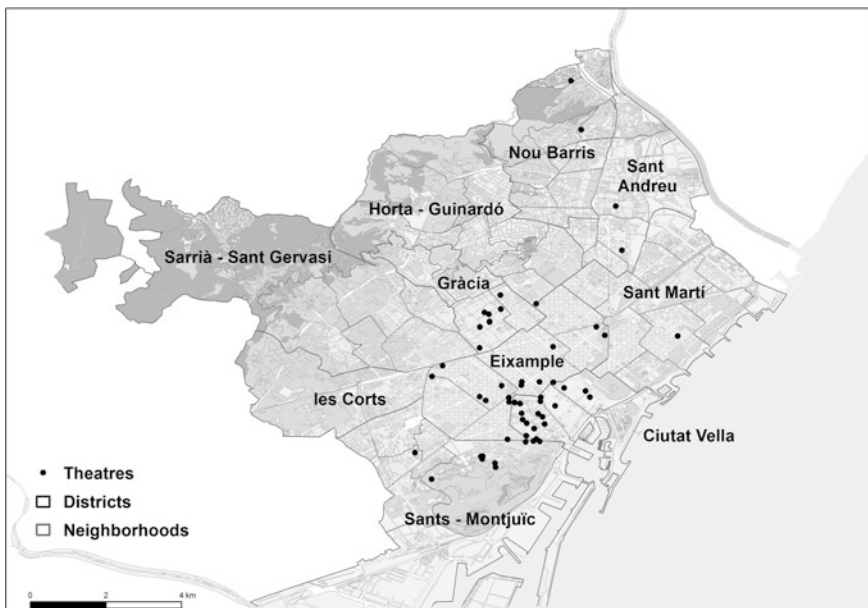 Nou Barris
Sant
Andreu
Horta - Guinardó
Sarrià - Sant Gervasi
Gràcia
Sant Martí
Eixample
les Corts
Ciutat Vella
Theatres
Districts
Neighborhoods
Sants - Montjuïc
0 2 4 km